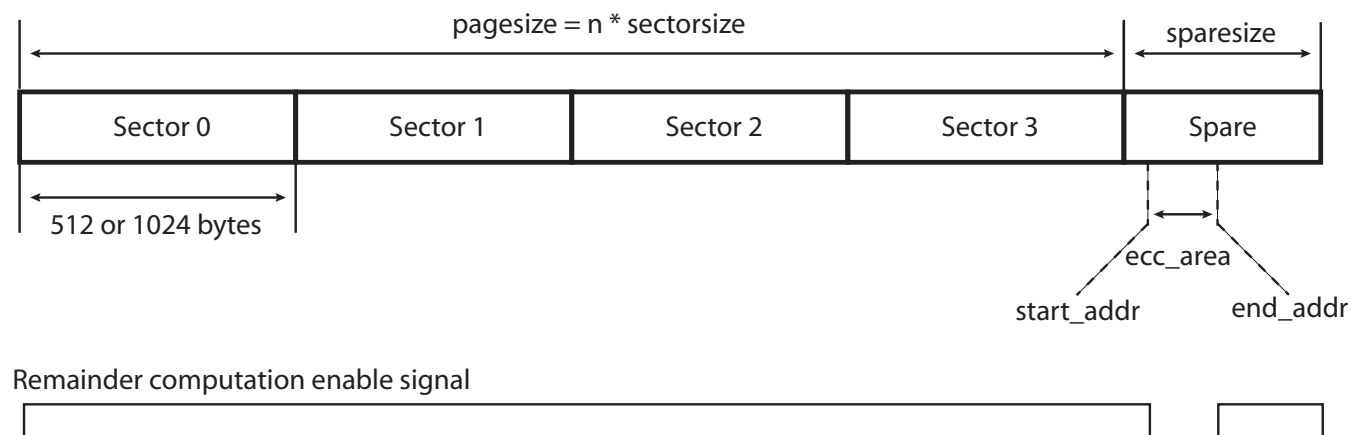 pagesize = n * sectorsize
sparesize
Sector 0
Sector 1
Sector 2
Sector 3
Spare
512 or 1024 bytes
ecc_area
start_addr
end_addr
Remainder computation enable signal